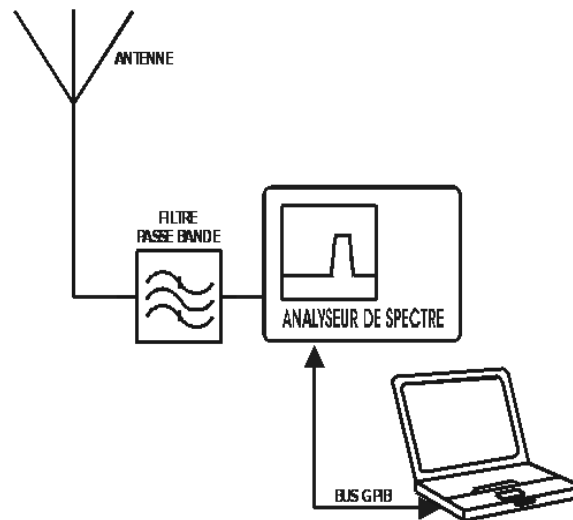 ANTENNE
FILTRE
PASSE BANDE
ANALYSEUR DE SPECTRE
BUS GPIB